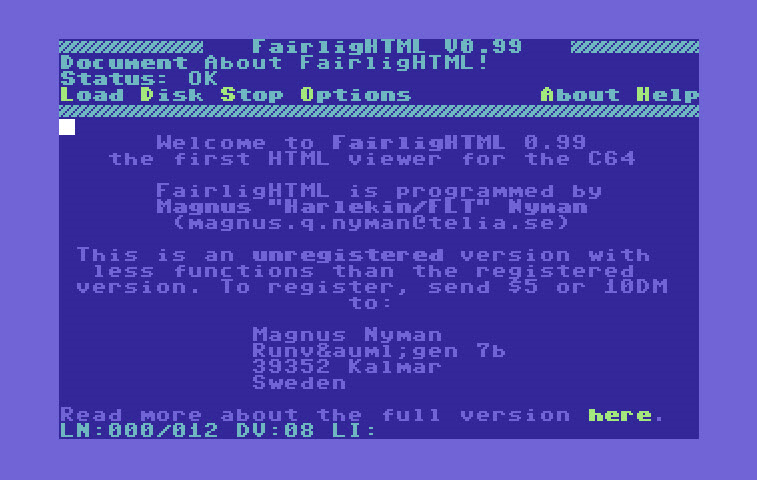 FairligHTML V0.99
Document About FairligHTML!
Status: OK
Load Disk Stop Options About Help
Welcome to FairligHTML 0.99
the first HTML viewer for the C64
FairligHTML is programmed by
Magnus "Harlekin/FLT" Nyman
(magnus.q.nyman@telia.se)
This is an unregistered version with
less functions than the registered
version. To register, send $5 or 10DM
to:
Magnus Nyman
Runv&auml;gen 7b
39352 Kalmar
Sweden
Read more about the full version here.
LN:000/012 DV:08 LI: